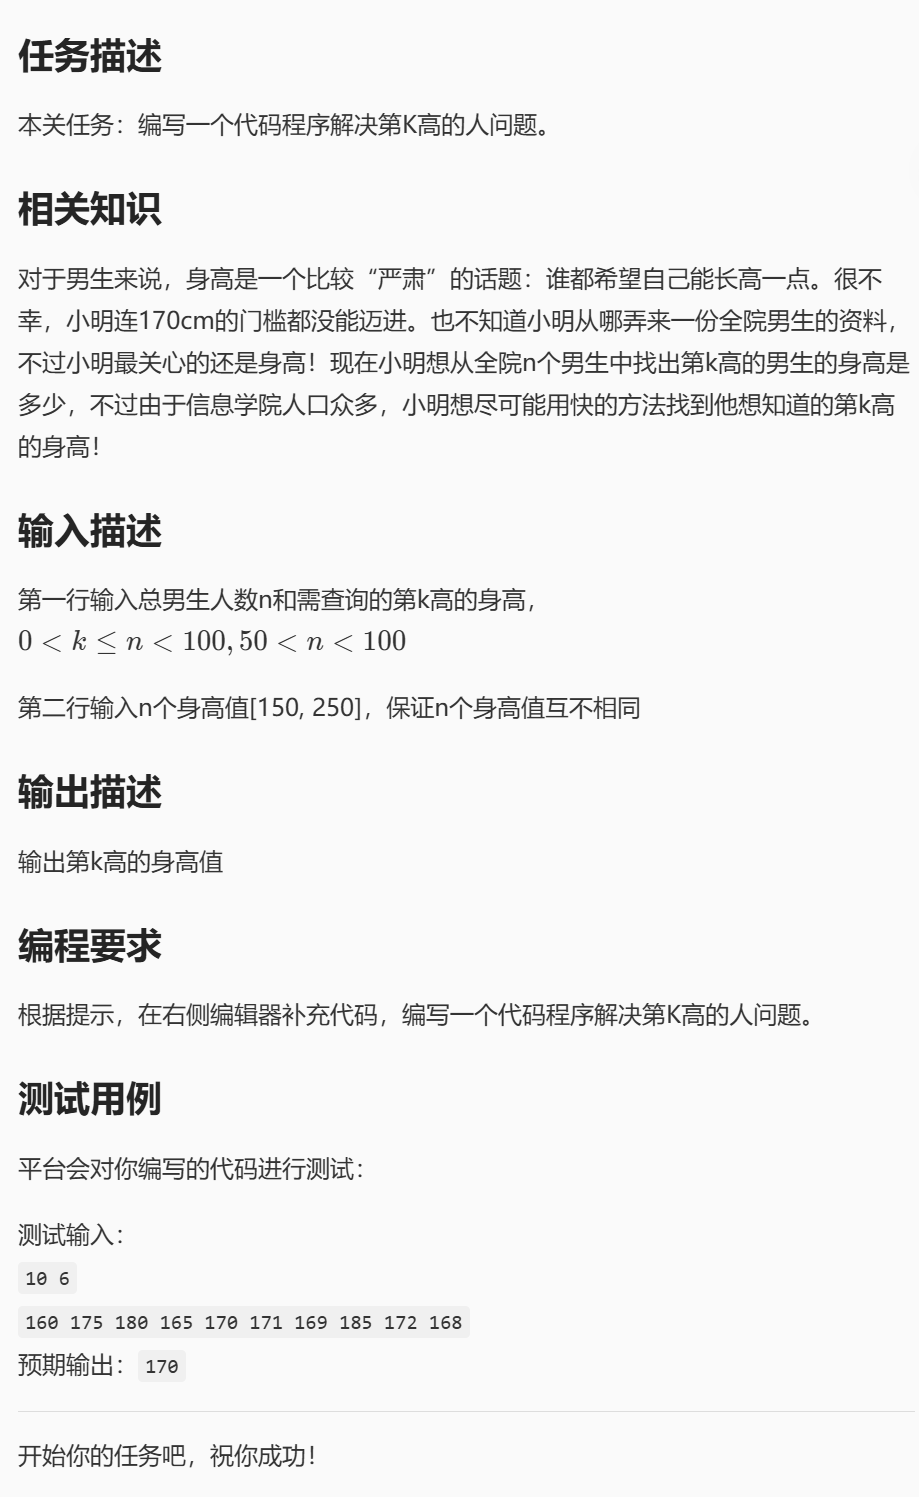 任务描述
本关任务：编写一个代码程序解决第K高的人问题。
相关知识
对于男生来说，身高是一个比较“严肃”的话题：谁都希望自己能长高一点。很不
幸，小明连170cm的门槛都没能迈进。也不知道小明从哪弄来一份全院男生的资料，
不过小明最关心的还是身高！现在小明想从全院n个男生中找出第k高的男生的身高是
多少，不过由于信息学院人口众多，小明想尽可能用快的方法找到他想知道的第k高
的身高！
输入描述
第一行输入总男生人数n和需查询的第k高的身高，
0 < k ≤ n < 100, 50 < n < 100
第二行输入n个身高值[150, 250]，保证n个身高值互不相同
输出描述
输出第k高的身高值
编程要求
根据提示，在右侧编辑器补充代码，编写一个代码程序解决第K高的人问题。
测试用例
平台会对你编写的代码进行测试：
测试输入：
10 6
160 175 180 165 170 171 169 185 172 168
预期输出：170
开始你的任务吧，祝你成功！